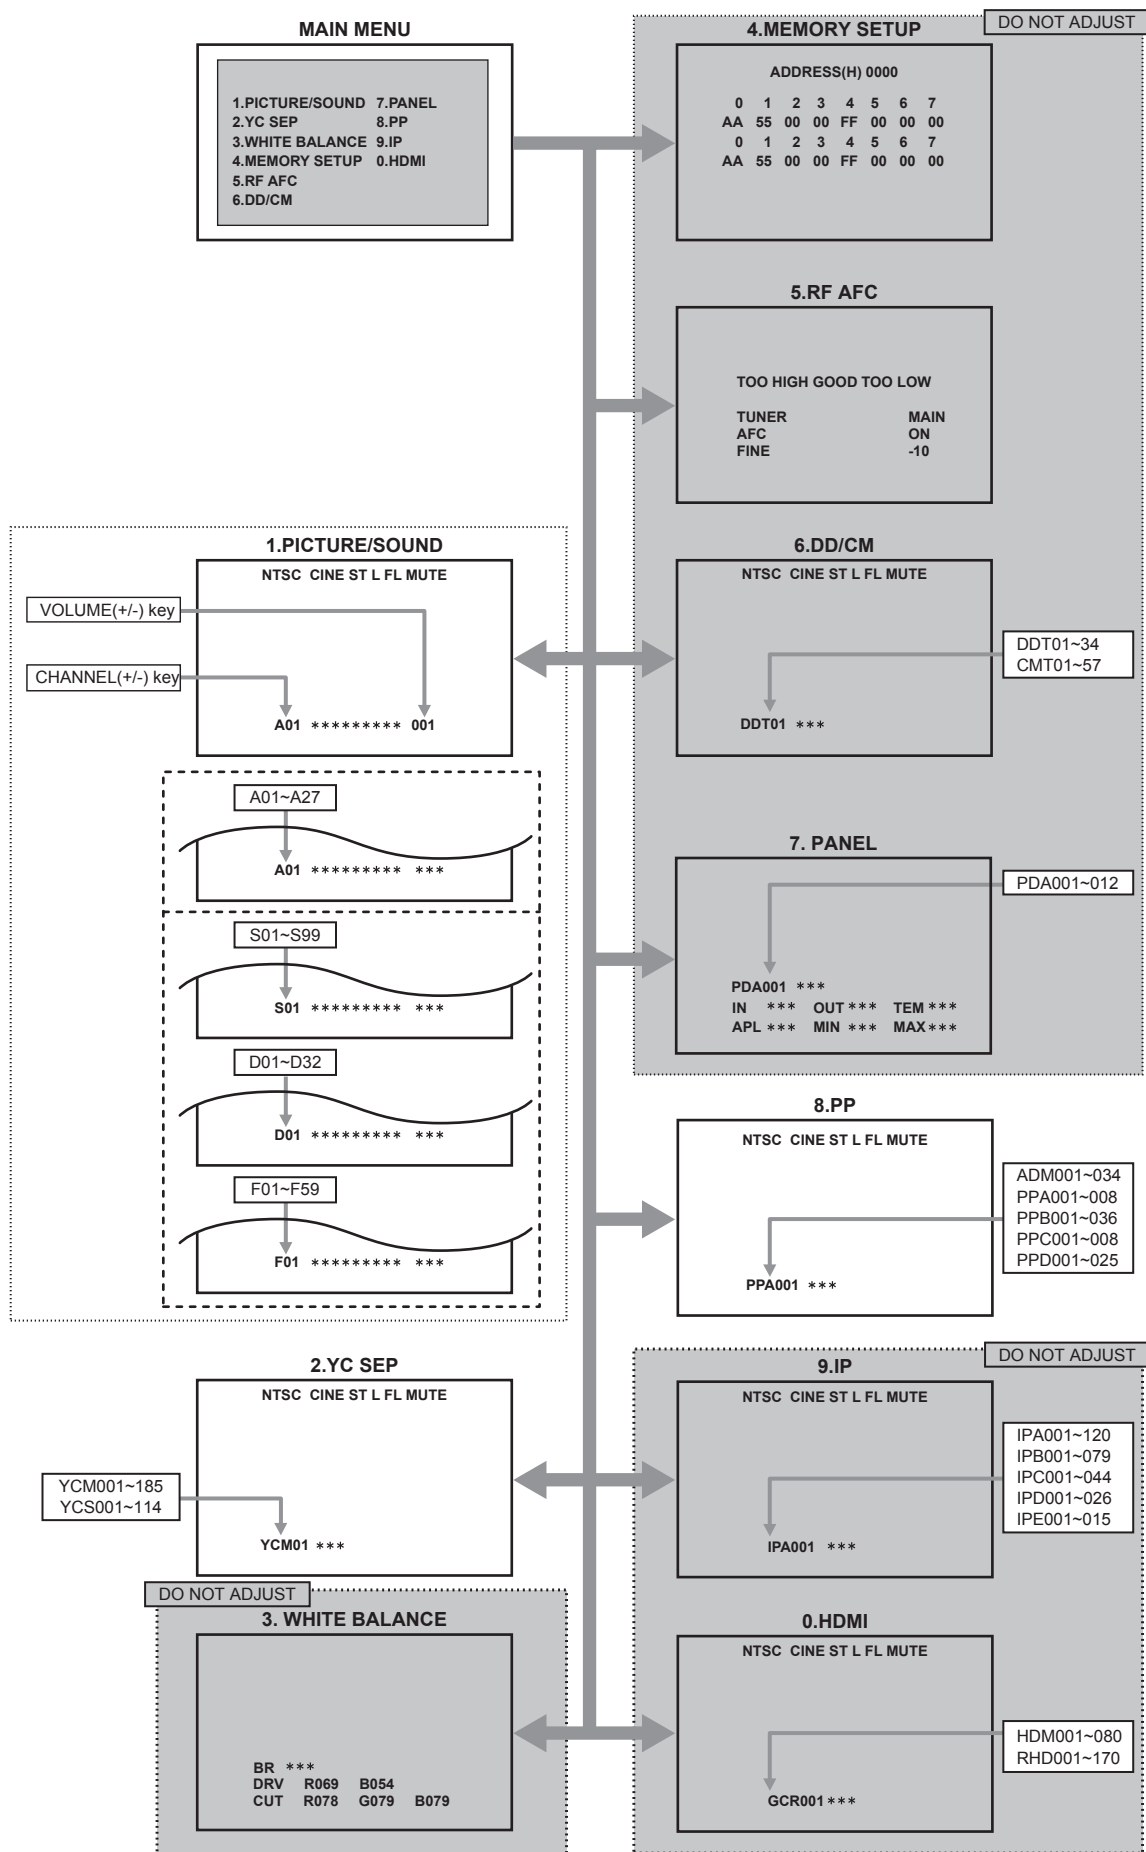 MAIN MENU
1.PICTURE/SOUND 7.PANEL
2.YC SEP 8.PP
3.WHITE BALANCE 9.IP
4.MEMORY SETUP 0.HDMI
5.RF AFC
6.DD/CM
DO NOT ADJUST
4.MEMORY SETUP
ADDRESS(H) 0000
0 1 2 3 4 5 6 7
AA 55 00 00 FF 00 00 00
0 1 2 3 4 5 6 7
AA 55 00 00 FF 00 00 00
5.RF AFC
TOO HIGH GOOD TOO LOW
TUNER MAIN
AFC ON
FINE -10
1.PICTURE/SOUND
NTSC CINE ST L FL MUTE
VOLUME(+/-) key
CHANNEL(+/-) key
A01 ********* 001
A01~A27
A01 ********* ***
S01~S99
S01 ********* ***
D01~D32
D01 ********* ***
F01~F59
F01 ********* ***
6.DD/CM
NTSC CINE ST L FL MUTE
DDT01~34
CMT01~57
DDT01 ***
7. PANEL
PDA001~012
PDA001 ***
IN *** OUT *** TEM ***
APL *** MIN *** MAX ***
8.PP
NTSC CINE ST L FL MUTE
ADM001~034
PPA001~008
PPB001~036
PPC001~008
PPD001~025
PPA001 ***
2.YC SEP
NTSC CINE ST L FL MUTE
YCM001~185
YCS001~114
YCM01 ***
DO NOT ADJUST
9.IP
NTSC CINE ST L FL MUTE
IPA001~120
IPB001~079
IPC001~044
IPD001~026
IPE001~015
IPA001 ***
DO NOT ADJUST
3. WHITE BALANCE
BR ***
DRV R069 B054
CUT R078 G079 B079
0.HDMI
NTSC CINE ST L FL MUTE
HDM001~080
RHD001~170
GCR001 ***